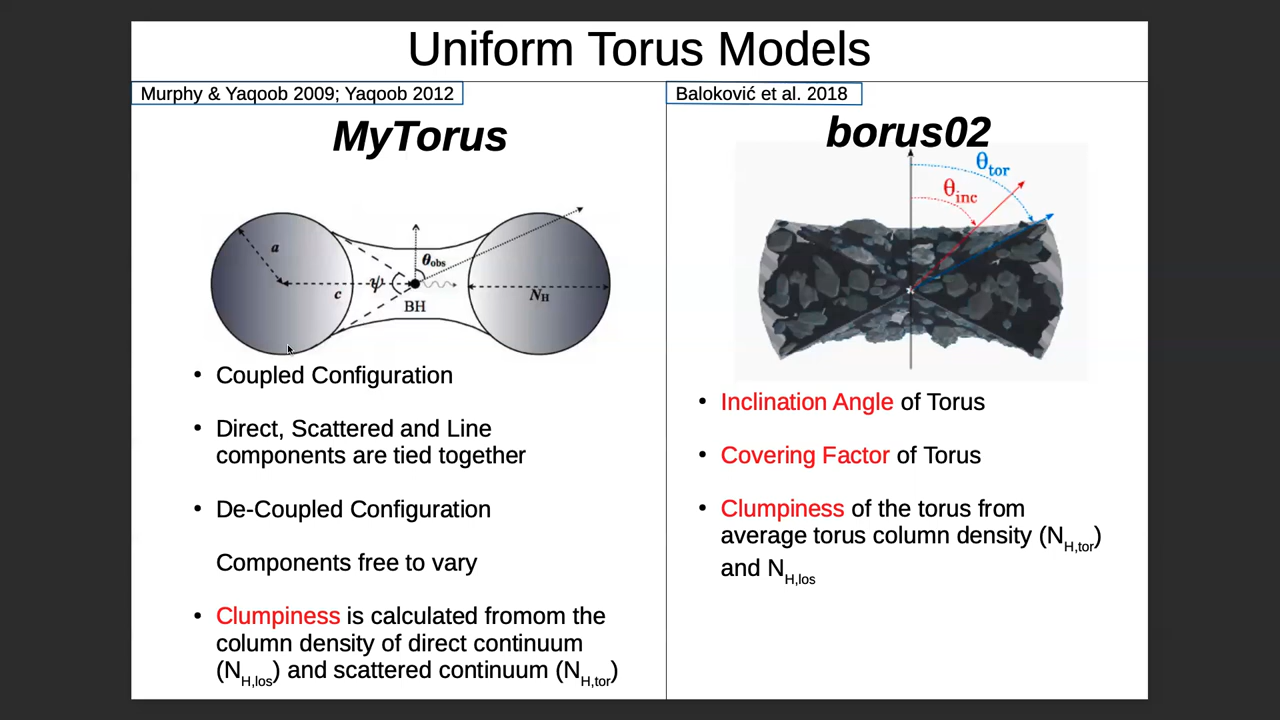 Uniform Torus Models
Murphy & Yaqoob 2009; Yaqoob 2012
MyTorus
a
c
ψ
θobs
BH
NH
• Coupled Configuration
• Direct, Scattered and Line
components are tied together
• De-Coupled Configuration
Components free to vary
• Clumpiness is calculated fromom the
column density of direct continuum
(NH,los) and scattered continuum (NH,tor)
Baloković et al. 2018
borus02
θtor
θinc
• Inclination Angle of Torus
• Covering Factor of Torus
• Clumpiness of the torus from
average torus column density (NH,tor)
and NH,los